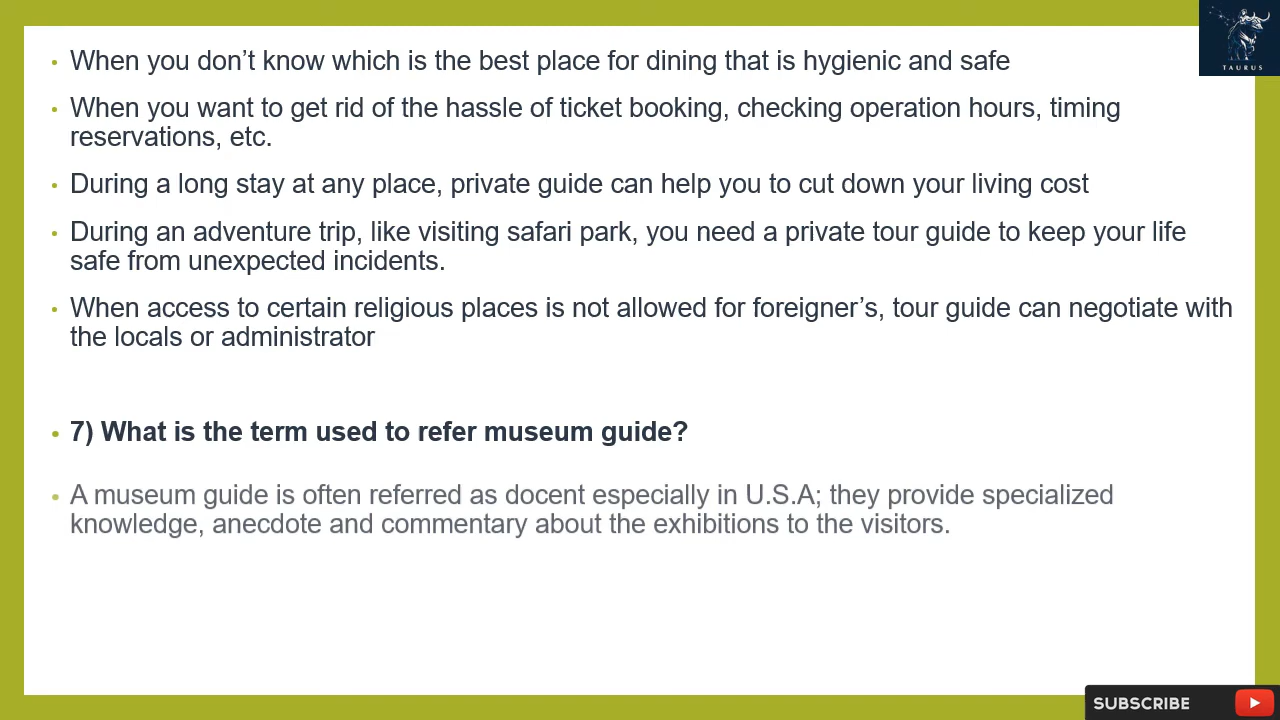 TAURUS
• When you don’t know which is the best place for dining that is hygienic and safe
• When you want to get rid of the hassle of ticket booking, checking operation hours, timing
reservations, etc.
• During a long stay at any place, private guide can help you to cut down your living cost
• During an adventure trip, like visiting safari park, you need a private tour guide to keep your life
safe from unexpected incidents.
• When access to certain religious places is not allowed for foreigner’s, tour guide can negotiate with
the locals or administrator
• 7) What is the term used to refer museum guide?
• A museum guide is often referred as docent especially in U.S.A; they provide specialized
knowledge, anecdote and commentary about the exhibitions to the visitors.
SUBSCRIBE